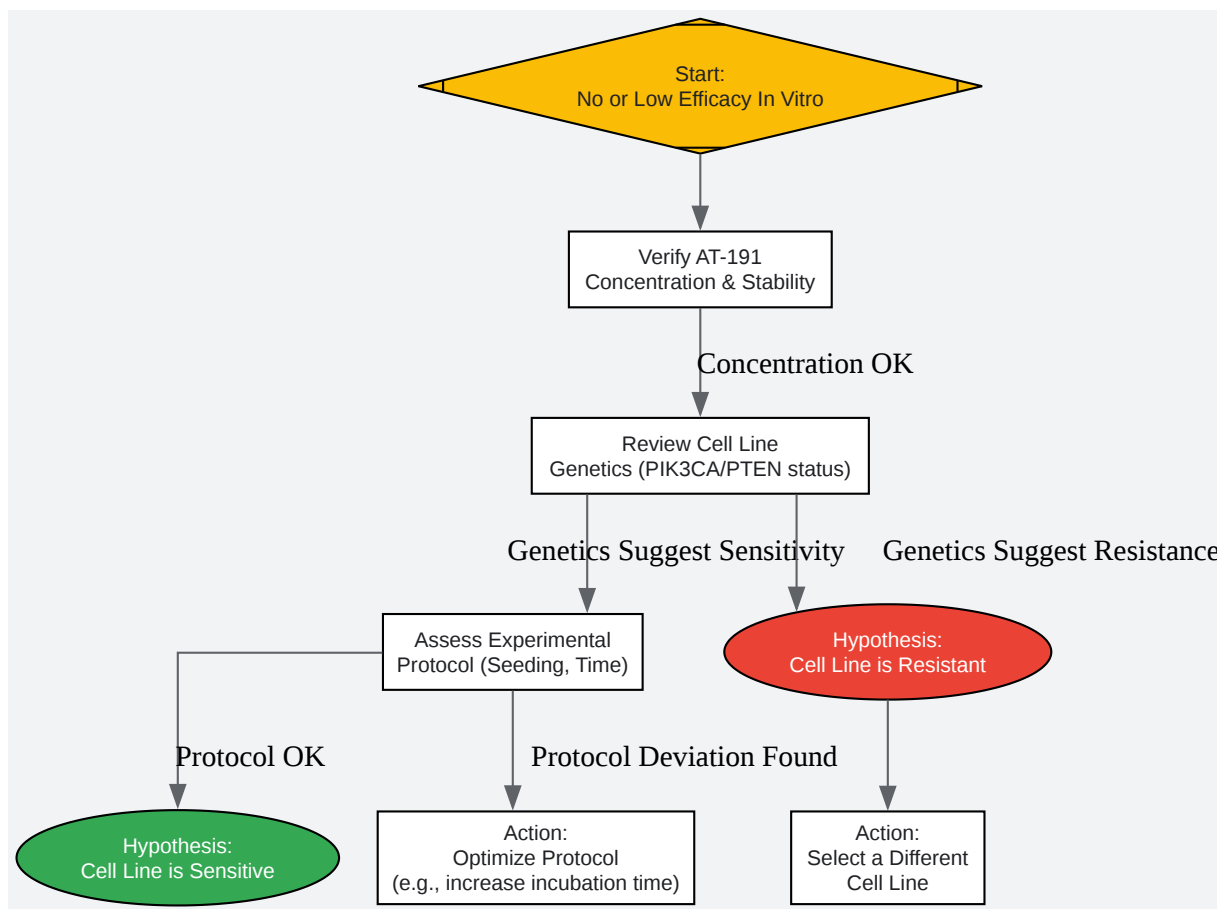 Start:
No or Low Efficacy In Vitro
Verify AT-191
Concentration & Stability
Concentration OK
Review Cell Line
Genetics (PIK3CA/PTEN status)
Genetics Suggest Sensitivity
Genetics Suggest Resistance
Assess Experimental
Protocol (Seeding, Time)
Hypothesis:
Cell Line is Resistant
Protocol OK
Protocol Deviation Found
Hypothesis:
Cell Line is Sensitive
Action:
Optimize Protocol
(e.g., increase incubation time)
Action:
Select a Different
Cell Line